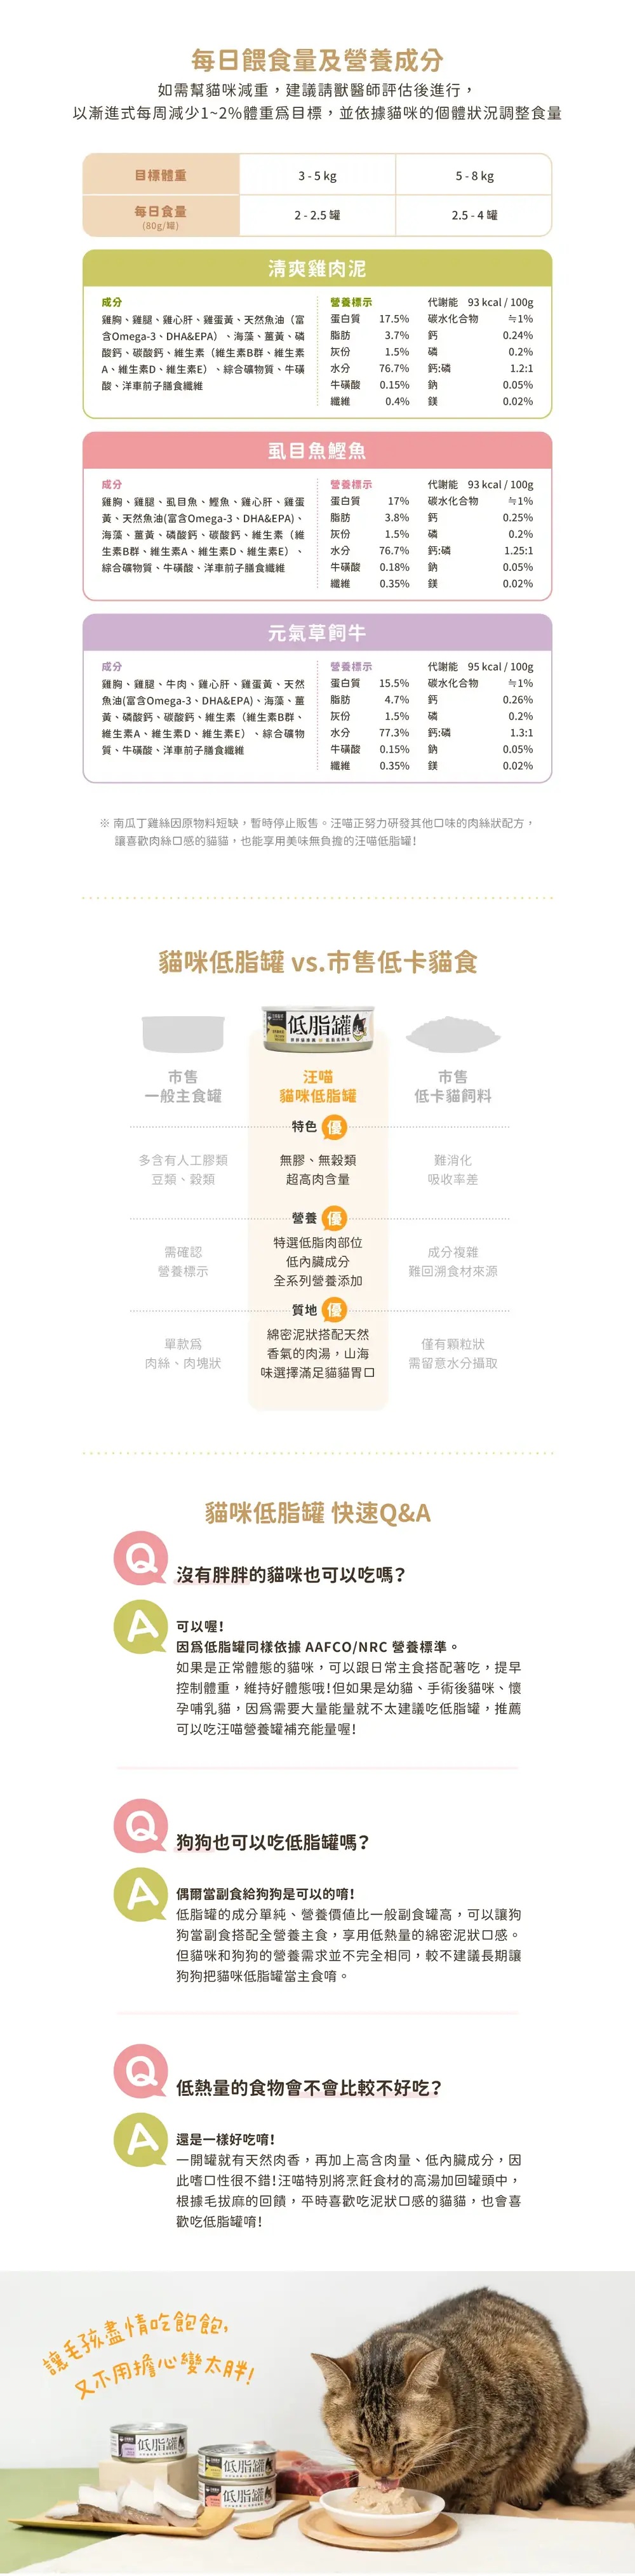 每日餵食量及營養成分
如需幫貓咪減重，建議請獸醫師評估後進行，
以漸進式每周減少1~2%體重為目標，並依據貓咪的個體狀況調整食量
目標體重 3 - 5 kg 5 - 8 kg
每日食量 2 - 2.5 罐 2.5 - 4 罐
(80g/罐)
清爽雞肉泥
成分
雞胸、雞腿、雞心肝、雞蛋黃、天然魚油（富
含Omega-3、DHA&EPA）、海藻、薑黃、磷
酸鈣、碳酸鈣、維生素（維生素B群、維生素
A、維生素D、維生素E）、綜合礦物質、牛磺
酸、洋車前子膳食纖維
營養標示 代謝能 93 kcal / 100g
蛋白質 17.5% 碳水化合物 ≒1%
脂肪 3.7% 鈣 0.24%
灰份 1.5% 磷 0.2%
水分 76.7% 鈣:磷 1.2:1
牛磺酸 0.15% 鈉 0.05%
纖維 0.4% 鎂 0.02%
虱目魚鰹魚
成分
雞胸、雞腿、虱目魚、鰹魚、雞心肝、雞蛋
黃、天然魚油(富含Omega-3、DHA&EPA)、
海藻、薑黃、磷酸鈣、碳酸鈣、維生素（維
生素B群、維生素A、維生素D、維生素E）、
綜合礦物質、牛磺酸、洋車前子膳食纖維
營養標示 代謝能 93 kcal / 100g
蛋白質 17% 碳水化合物 ≒1%
脂肪 3.8% 鈣 0.25%
灰份 1.5% 磷 0.2%
水分 76.7% 鈣:磷 1.25:1
牛磺酸 0.18% 鈉 0.05%
纖維 0.35% 鎂 0.02%
元氣草飼牛
成分
雞胸、雞腿、牛肉、雞心肝、雞蛋黃、天然
魚油(富含Omega-3、DHA&EPA)、海藻、薑
黃、磷酸鈣、碳酸鈣、維生素（維生素B群、
維生素A、維生素D、維生素E）、綜合礦物
質、牛磺酸、洋車前子膳食纖維
營養標示 代謝能 95 kcal / 100g
蛋白質 15.5% 碳水化合物 ≒1%
脂肪 4.7% 鈣 0.26%
灰份 1.5% 磷 0.2%
水分 77.3% 鈣:磷 1.3:1
牛磺酸 0.15% 鈉 0.05%
纖維 0.35% 鎂 0.02%
※ 南瓜丁雞絲因原物料短缺，暫時停止販售。汪喵正努力研發其他口味的肉絲狀配方，
讓喜歡肉絲口感的貓貓，也能享用美味無負擔的汪喵低脂罐！
貓咪低脂罐 vs.市售低卡貓食
低脂罐
市售
一般主食罐
汪喵
貓咪低脂罐
市售
低卡貓飼料
特色 優
多含有人工膠類
豆類、穀類
無膠、無穀類
超高肉含量
難消化
吸收率差
營養 優
需確認
營養標示
特選低脂肉部位
低內臟成分
全系列營養添加
成分複雜
難回溯食材來源
質地 優
單款為
肉絲、肉塊狀
綿密泥狀搭配天然
香氣的肉湯，山海
味選擇滿足貓貓胃口
僅有顆粒狀
需留意水分攝取
貓咪低脂罐 快速Q&A
Q
沒有胖胖的貓咪也可以吃嗎？
A
可以喔！
因為低脂罐同樣依據 AAFCO/NRC 營養標準。
如果是正常體態的貓咪，可以跟日常主食搭配著吃，提早
控制體重，維持好體態哦！但如果是幼貓、手術後貓咪、懷
孕哺乳貓，因為需要大量能量就不太建議吃低脂罐，推薦
可以吃汪喵營養罐補充能量喔！
Q
狗狗也可以吃低脂罐嗎？
A
偶爾當副食給狗狗是可以的唷！
低脂罐的成分單純、營養價值比一般副食罐高，可以讓狗
狗當副食搭配全營養主食，享用低熱量的綿密泥狀口感。
但貓咪和狗狗的營養需求並不完全相同，較不建議長期讓
狗狗把貓咪低脂罐當主食唷。
Q
低熱量的食物會不會比較不好吃？
A
還是一樣好吃唷！
一開罐就有天然肉香，再加上高含肉量、低內臟成分，因
此嗜口性很不錯！汪喵特別將烹飪食材的高湯加回罐頭中，
根據毛拔麻的回饋，平時喜歡吃泥狀口感的貓貓，也會喜
歡吃低脂罐唷！
讓毛孩盡情吃飽飽，
又不用擔心變太胖！
低脂罐
低脂罐
低脂罐